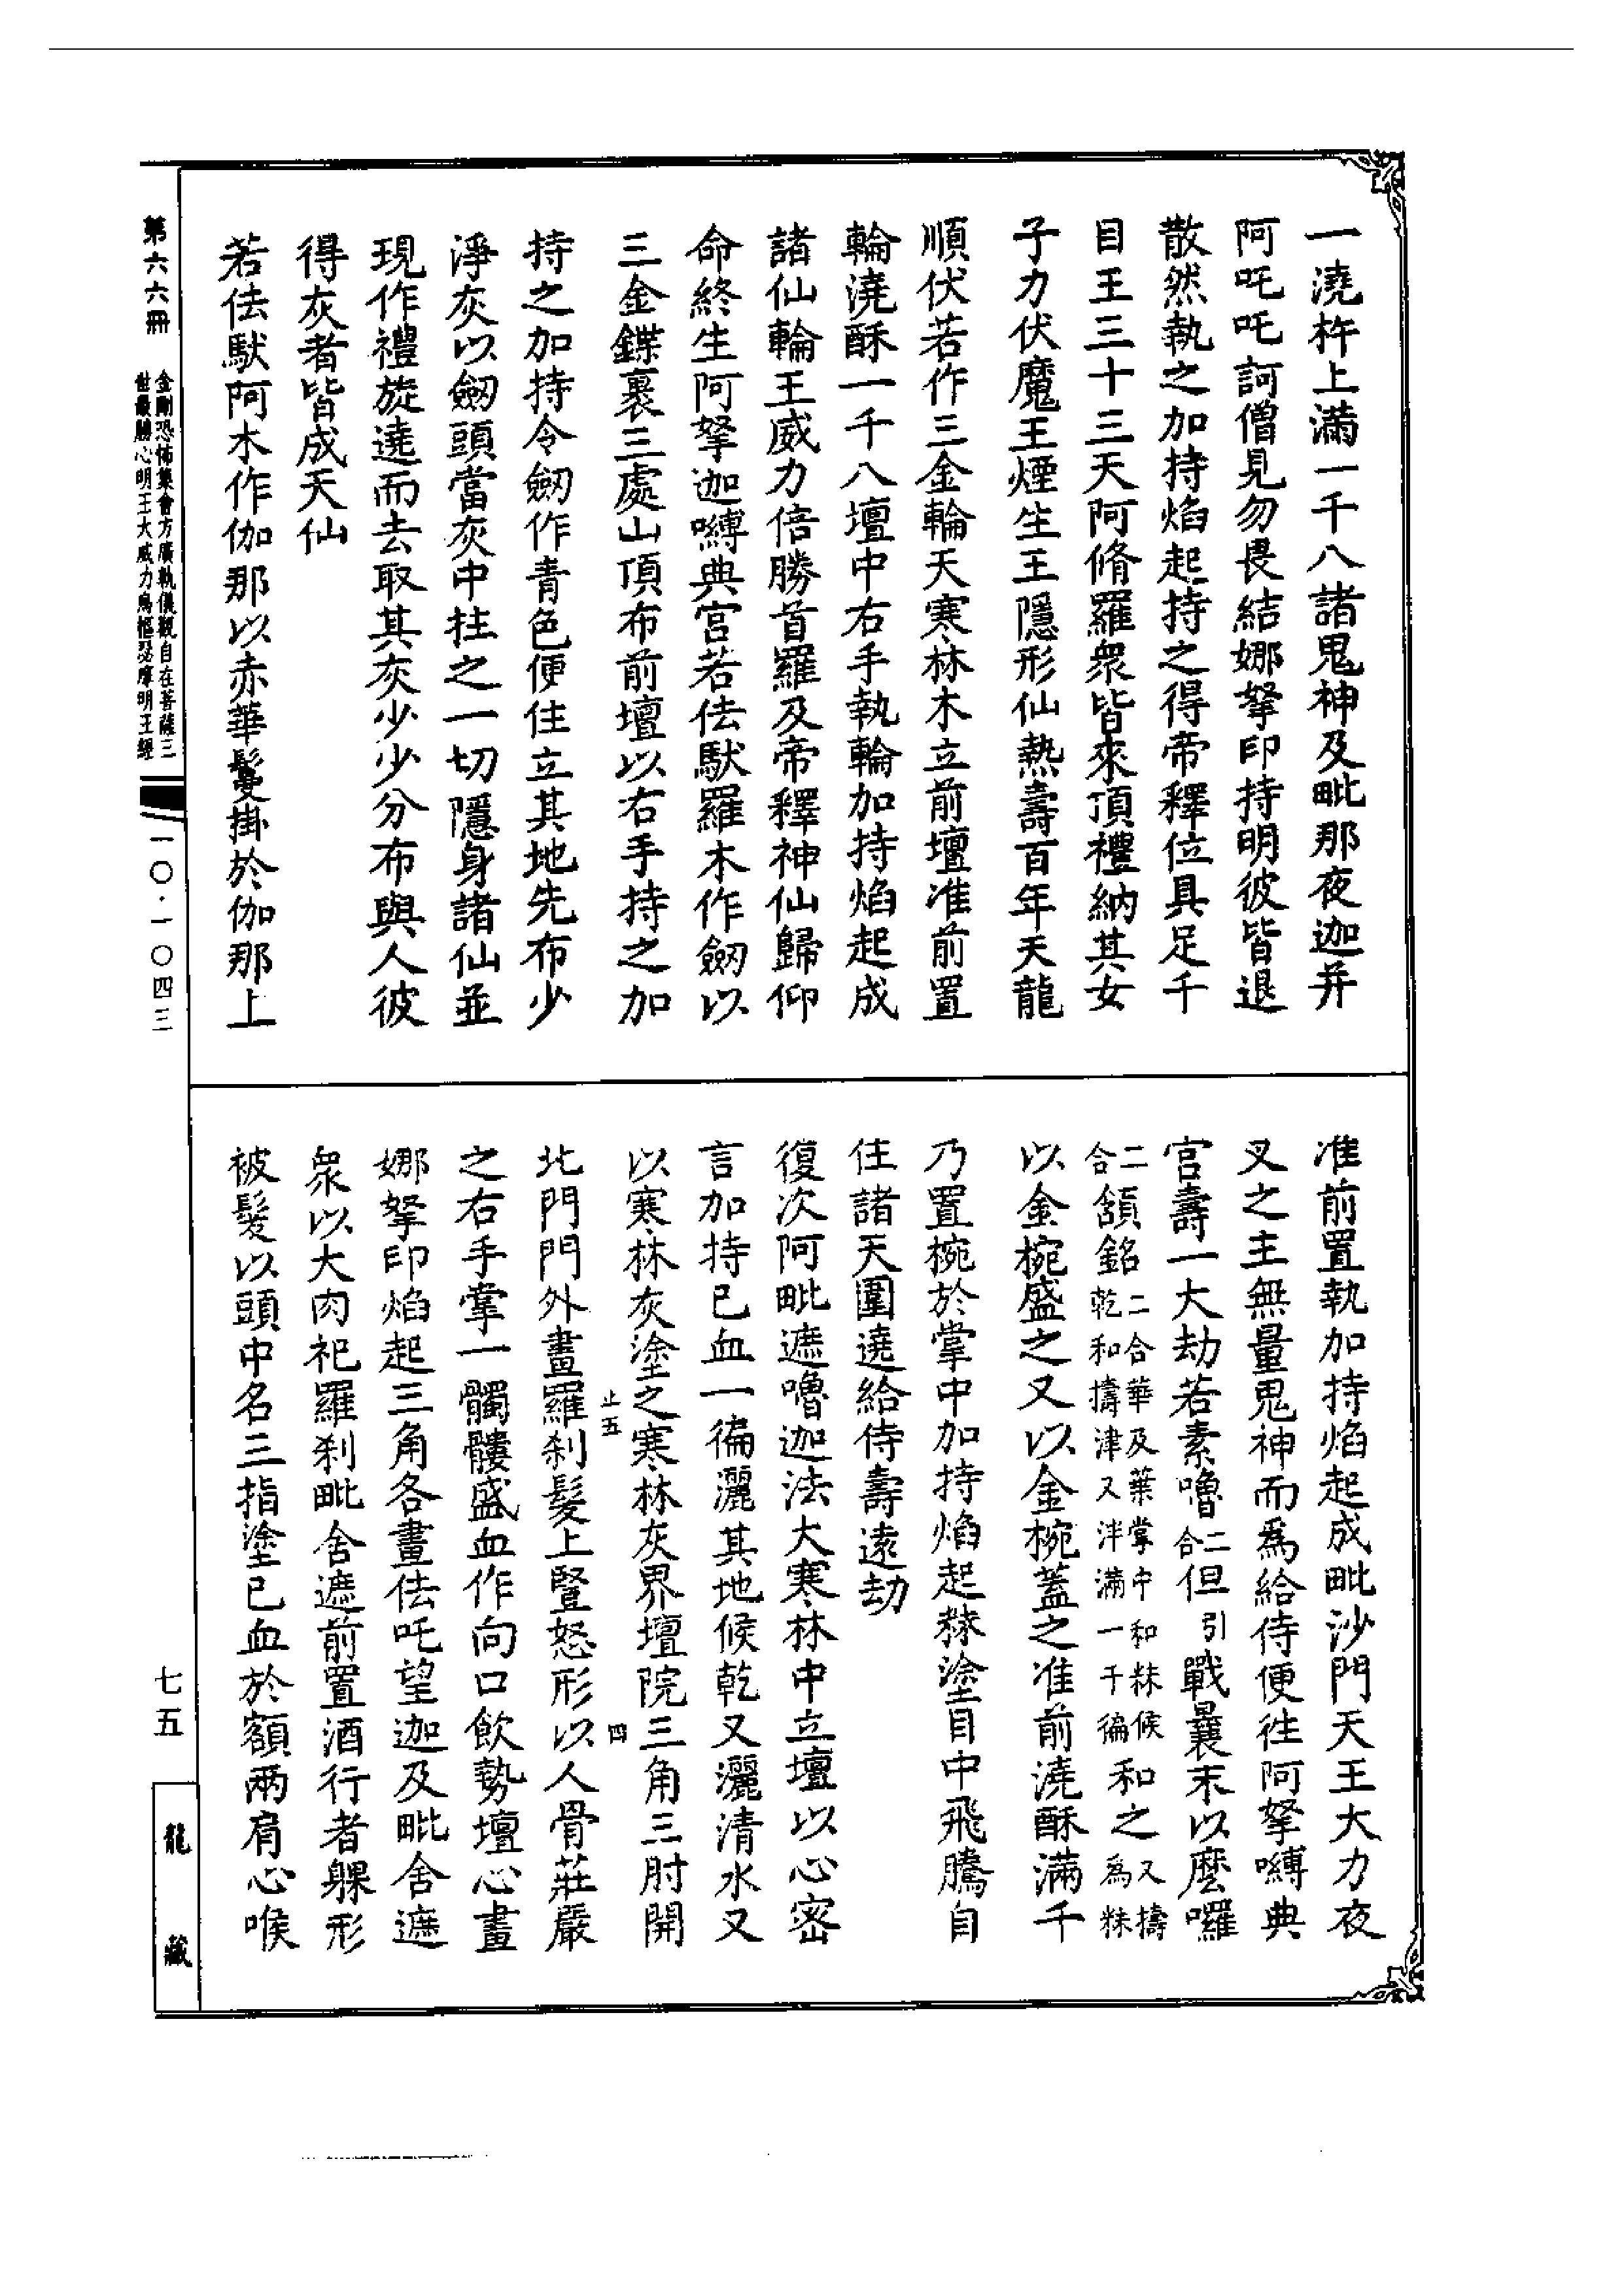 一澆杵上滿一千八諸鬼神及毗那夜迦并
阿吒吒訶僧見勿畏結娜拏印持明彼皆退
散然執之加持焰起持之得帝釋位具足千
目王三十三天阿脩羅衆皆來頂禮納其女
子力伏魔王煙生王隱形仙熱壽百年天龍
順伏若作三金輪天寒林木立前壇准前置
輪澆酥一千八壇中右手執輪加持焰起成
諸仙輪王威力倍勝首羅及帝釋神仙歸仰
命終生阿拏迦嚩典宮若佉馱羅木作劒以
三金鍱裹三處山頂布前壇以右手持之加
持之加持令劒作青色便住立其地先布少
淨灰以劒頭當灰中拄之一切隱身諸仙並
現作禮旋遶而去取其灰少少分布與人彼
得灰者皆成天仙
若佉馱阿木作伽那以赤華鬘掛於伽那上
准前置執加持焰起成毗沙門天王大力夜
叉之主無量鬼神而爲給侍便往阿拏嚩典
宮壽一大劫若素嚕二合但引戰曩末以麼囉
二合頷銘二合華及葉掌中和秣候乾和擣津又泮滿一千徧和之又擣為秣
以金椀盛之又以金椀蓋之准前澆酥滿千
乃置椀於掌中加持焰起秣塗目中飛騰自
在諸天圍遶給侍壽遠劫
復次阿毗遮嚕迦法大寒林中立壇以心密
言加持已血一徧灑其地候乾又灑清水又
以寒林灰塗之寒林灰界壇院三角三肘開
止五 四
北門門外畫羅刹髮上豎怒形以人骨莊嚴
之右手掌一髑髏盛血作向口飲勢壇心畫
娜拏印焰起三角各畫佉吒望迦及毗舍遮
衆以大肉祀羅刹毗舍遮前置酒行者躶形
被髮以頭中名三指塗已血於額兩肩心喉
第六六冊
金剛恐怖集會方廣軌儀觀自在菩薩三
世最勝心明王大威力烏樞瑟摩明王經
一〇·一〇四三
七五
龍藏